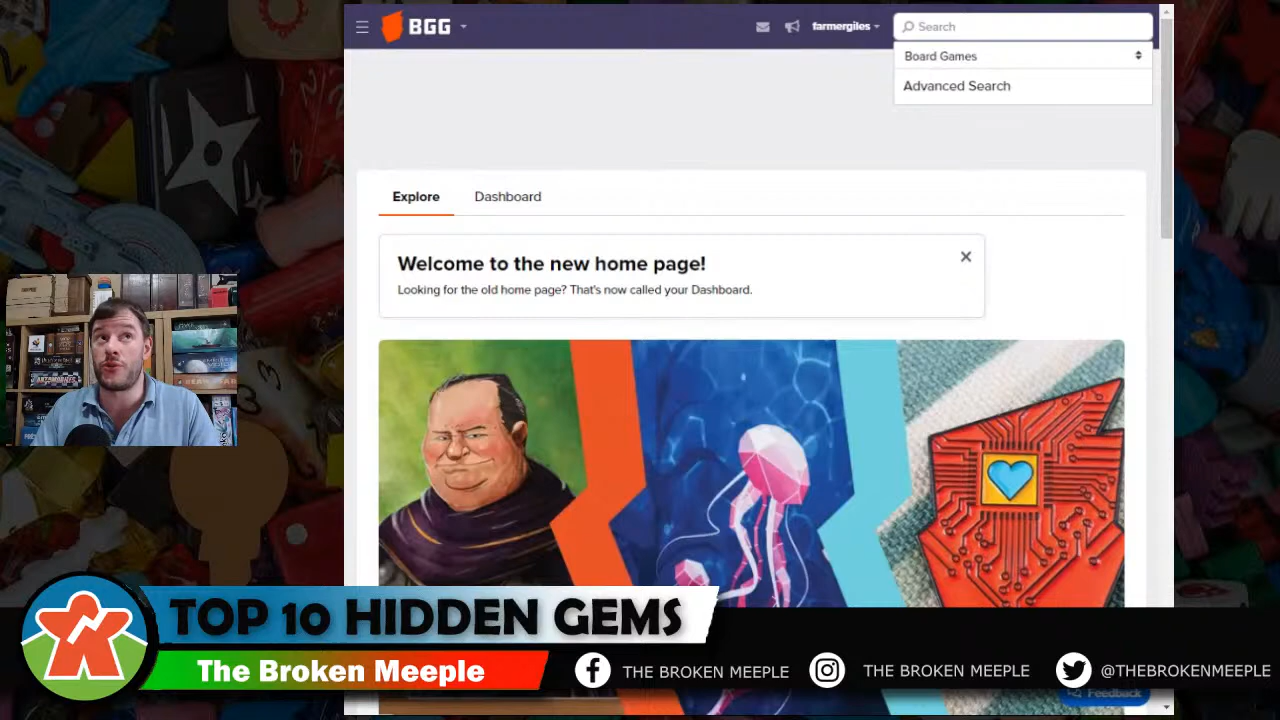 BGG
farmergiles
Search
Board Games
Advanced Search
Explore
Dashboard
Welcome to the new home page!
Looking for the old home page? That's now called your Dashboard.
TOP 10 HIDDEN GEMS
The Broken Meeple
THE BROKEN MEEPLE
THE BROKEN MEEPLE
@THEBROKENMEEPLE
Feedback